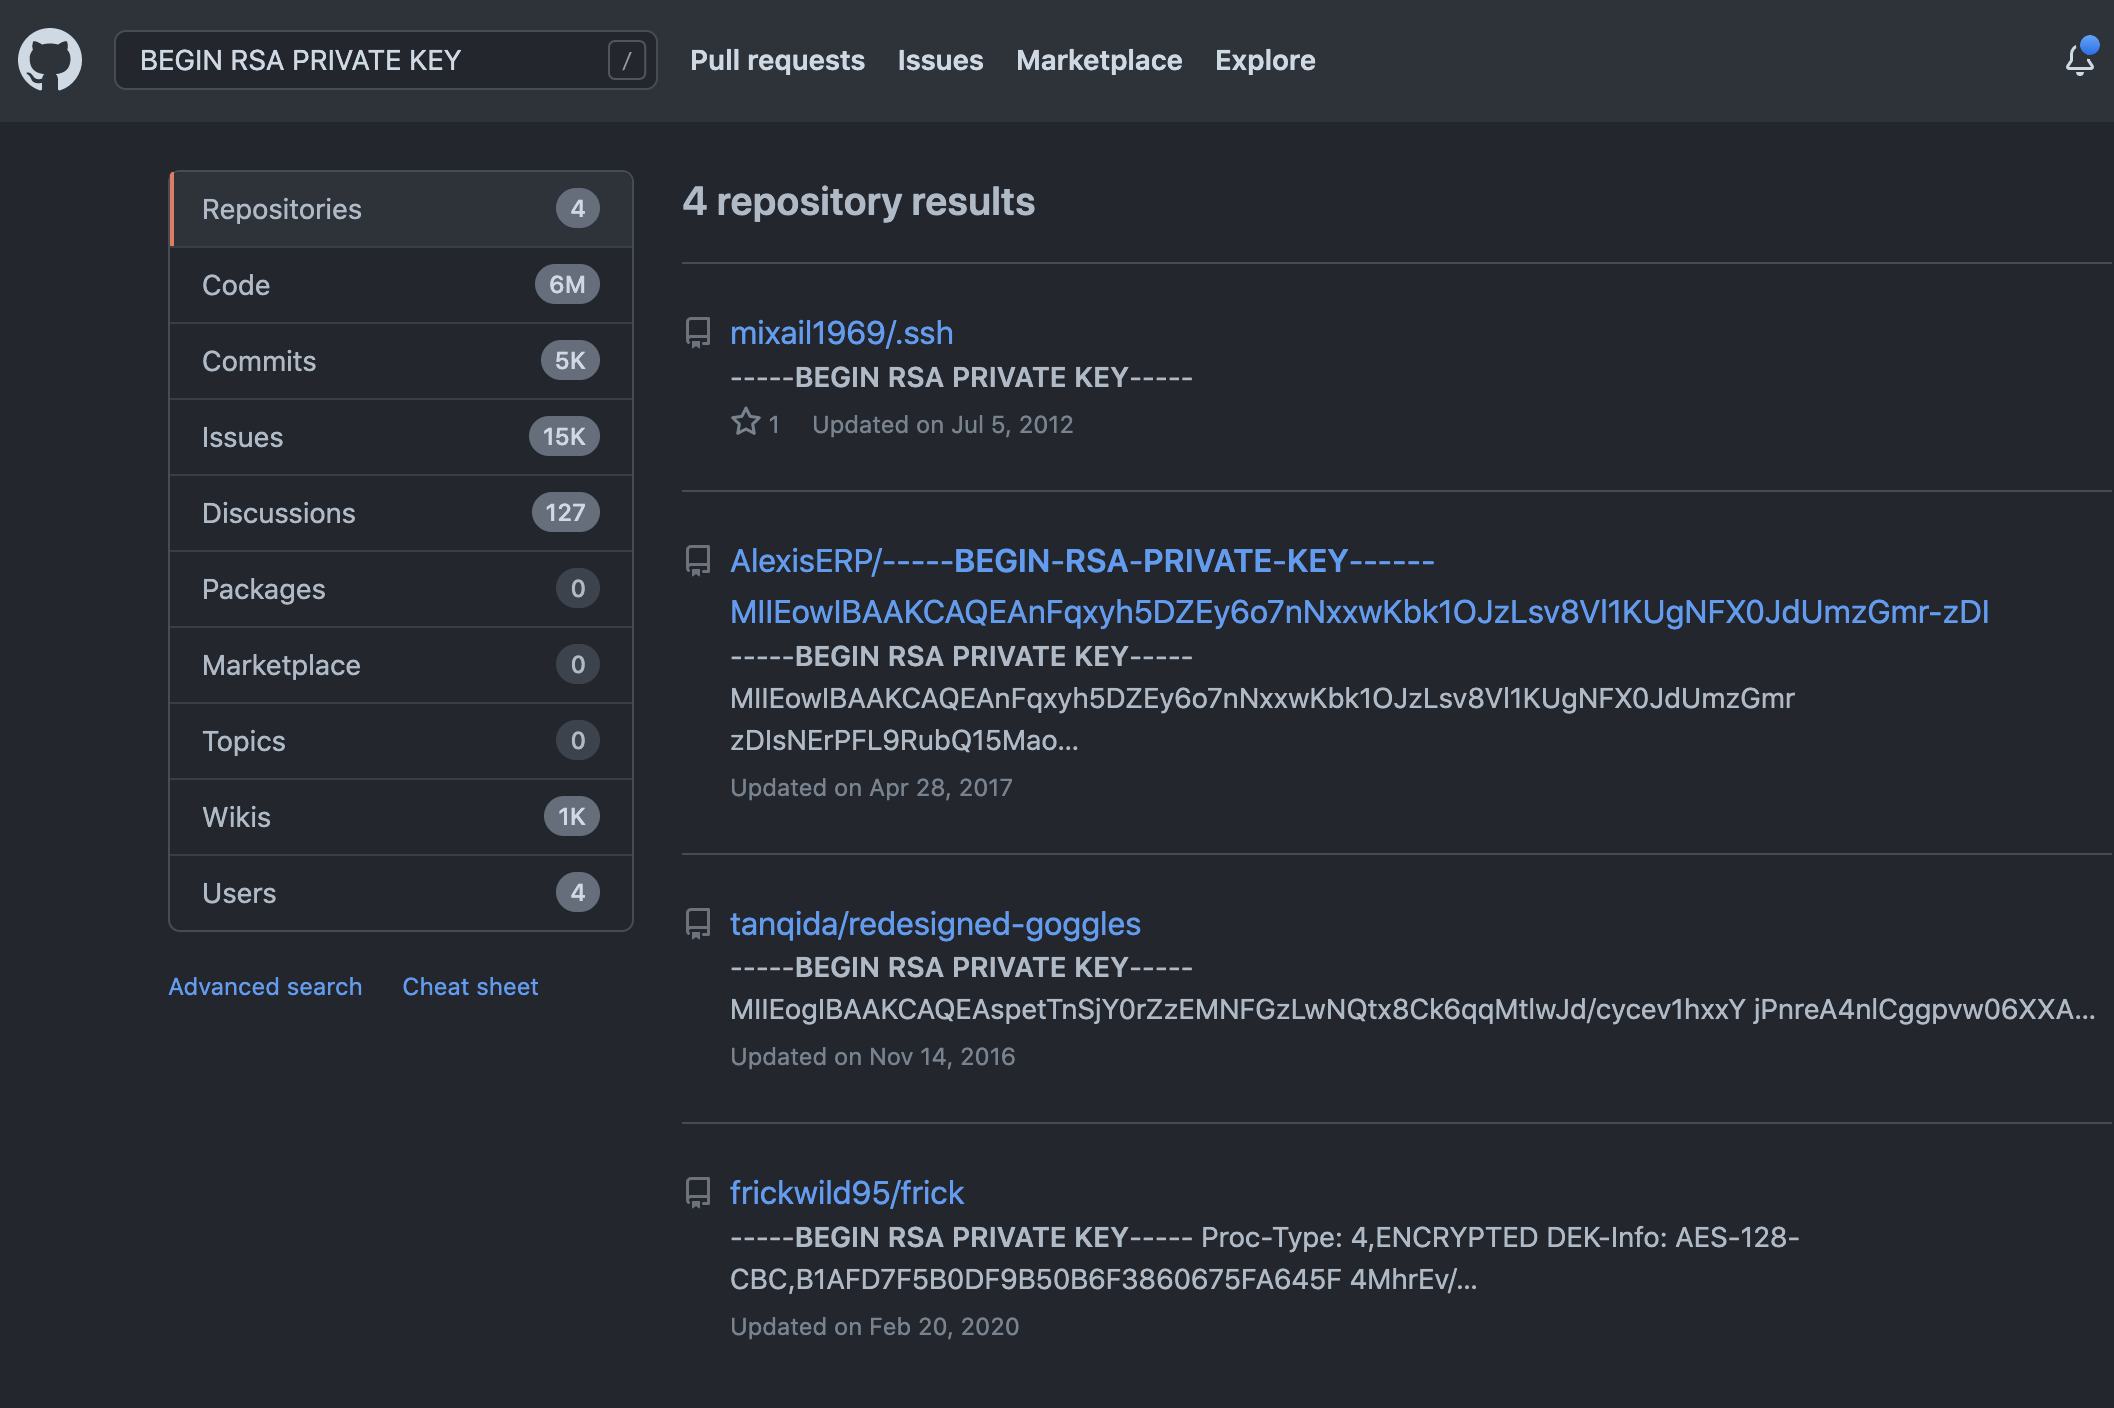 BEGIN RSA PRIVATE KEY /
Pull requests Issues Marketplace Explore
Repositories 4
Code 6M
Commits 5K
Issues 15K
Discussions 127
Packages 0
Marketplace 0
Topics 0
Wikis 1K
Users 4
Advanced search Cheat sheet
4 repository results
mixail1969/.ssh
-----BEGIN RSA PRIVATE KEY-----
1 Updated on Jul 5, 2012
AlexisERP/-----BEGIN-RSA-PRIVATE-KEY------
MIIEowIBAAKCAQEAnFqxyh5DZEy6o7nNxxwKbk1OJzLsv8Vl1KUgNFX0JdUmzGmr-zDI
-----BEGIN RSA PRIVATE KEY-----
MIIEowIBAAKCAQEAnFqxyh5DZEy6o7nNxxwKbk1OJzLsv8Vl1KUgNFX0JdUmzGmr
zDIsNErPFL9RubQ15Mao...
Updated on Apr 28, 2017
tanqida/redesigned-goggles
-----BEGIN RSA PRIVATE KEY-----
MIIEogIBAAKCAQEAspetTnSjY0rZzEMNFGzLwNQtx8Ck6qqMtlwJd/cycev1hxxY jPnreA4nlCggpvw06XXA...
Updated on Nov 14, 2016
frickwild95/frick
-----BEGIN RSA PRIVATE KEY----- Proc-Type: 4,ENCRYPTED DEK-Info: AES-128-
CBC,B1AFD7F5B0DF9B50B6F3860675FA645F 4MhrEv/...
Updated on Feb 20, 2020